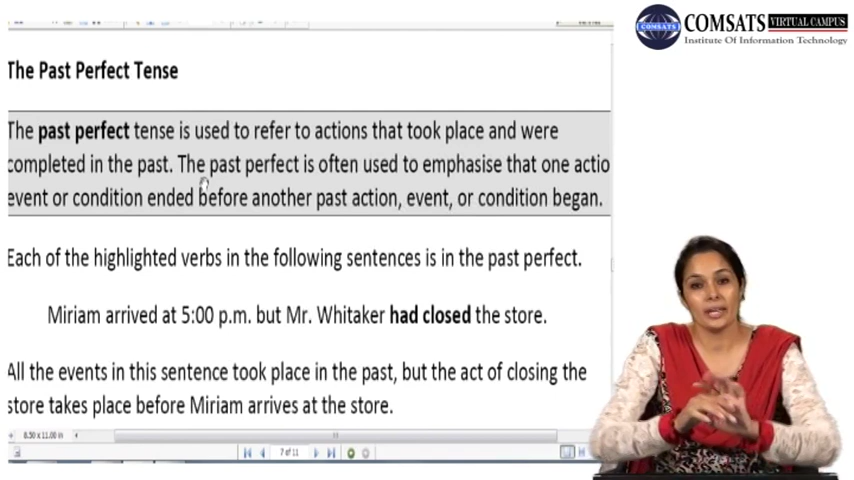 COMSATS VIRTUAL CAMPUS
Institute Of Information Technology
The Past Perfect Tense
The past perfect tense is used to refer to actions that took place and were
completed in the past. The past perfect is often used to emphasise that one actio
event or condition ended before another past action, event, or condition began.
Each of the highlighted verbs in the following sentences is in the past perfect.
Miriam arrived at 5:00 p.m. but Mr. Whitaker had closed the store.
All the events in this sentence took place in the past, but the act of closing the
store takes place before Miriam arrives at the store.
8.50 x 11.00 in
7 of 11